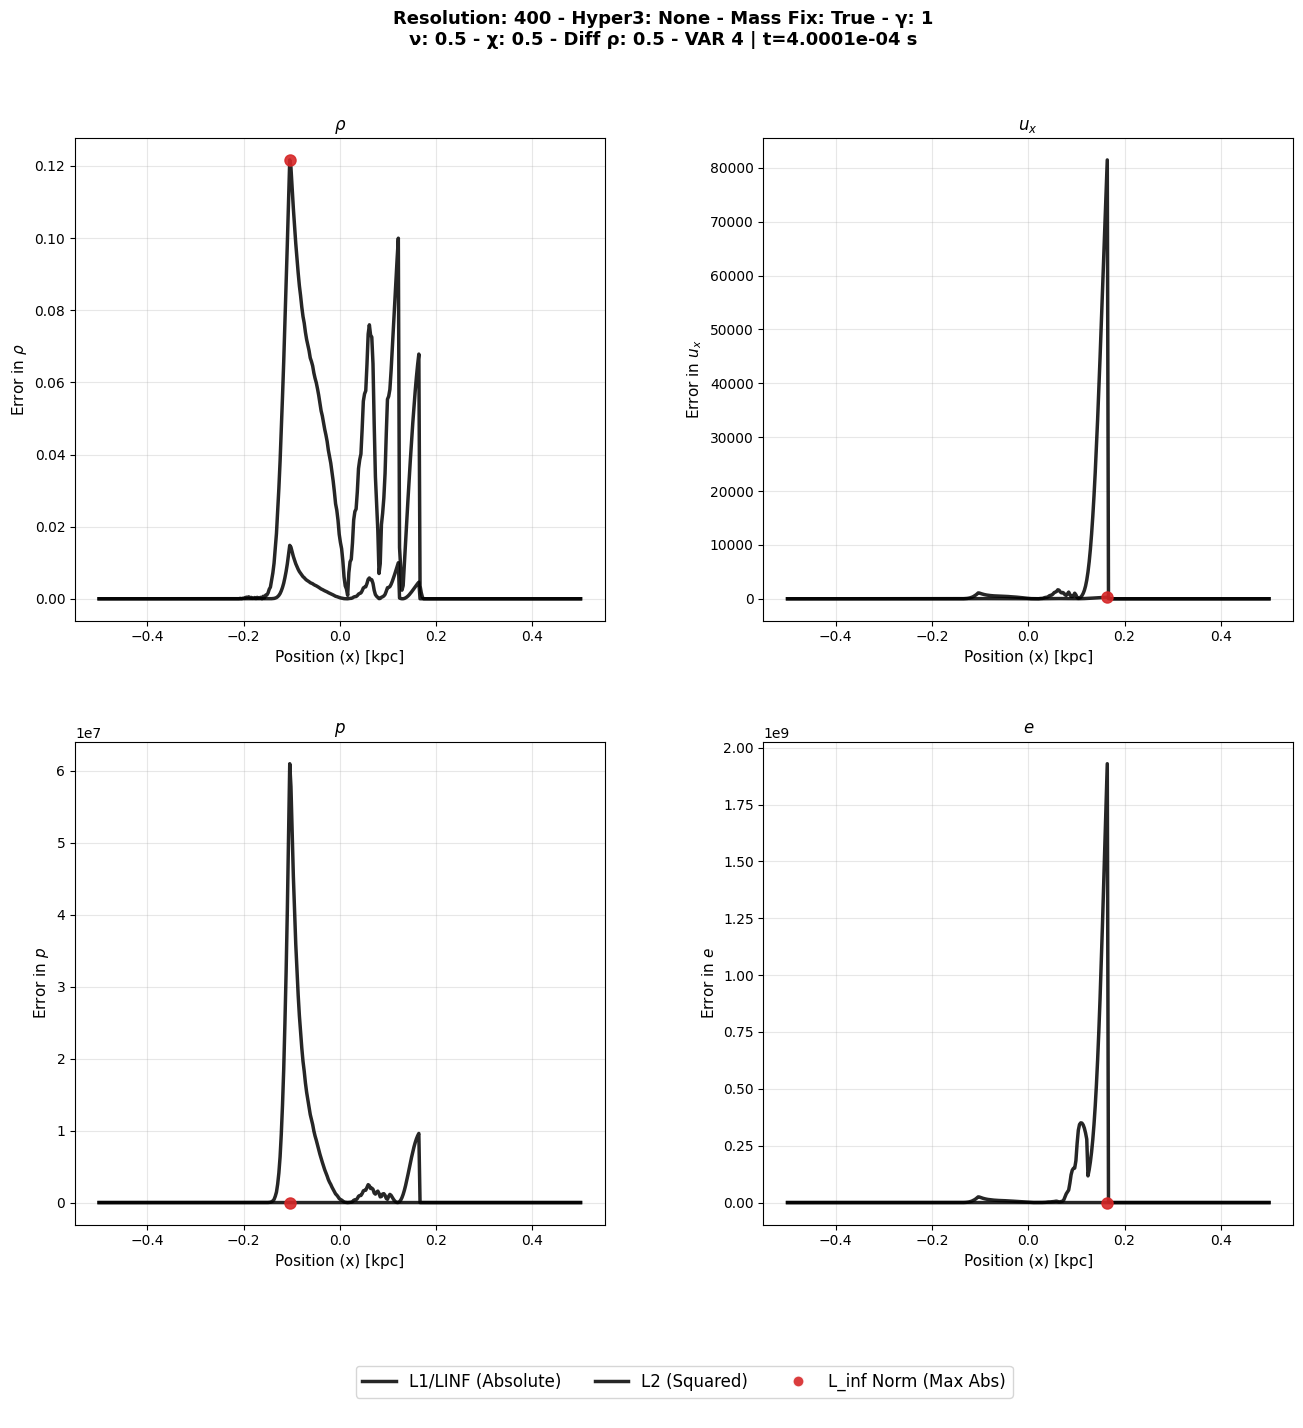 Resolution: 400 - Hyper3: None - Mass Fix: True - γ: 1
ν: 0.5 - χ: 0.5 - Diff ρ: 0.5 - VAR 4 | t=4.0001e-04 s
ρ
0.12
0.10
0.08
0.06
0.04
0.02
0.00
Error in ρ
−0.4
−0.2
0.0
0.2
0.4
Position (x) [kpc]
u_x
80000
70000
60000
50000
40000
30000
20000
10000
0
Error in u_x
−0.4
−0.2
0.0
0.2
0.4
Position (x) [kpc]
p
1e7
6
5
4
3
2
1
0
Error in p
−0.4
−0.2
0.0
0.2
0.4
Position (x) [kpc]
e
1e9
2.00
1.75
1.50
1.25
1.00
0.75
0.50
0.25
0.00
Error in e
−0.4
−0.2
0.0
0.2
0.4
Position (x) [kpc]
L1/LINF (Absolute)
L2 (Squared)
L_inf Norm (Max Abs)